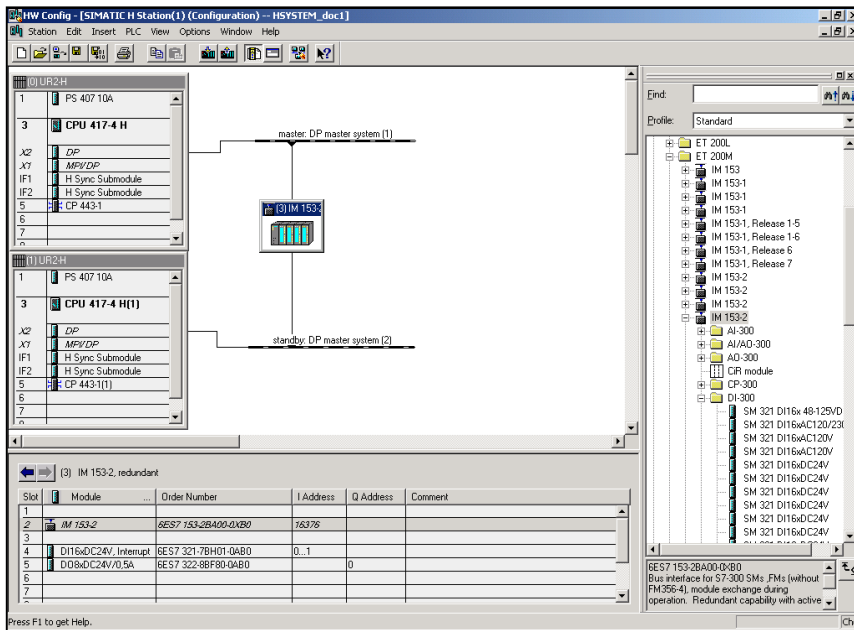 HW Config - [SIMATIC H Station(1) (Configuration) -- HSYSTEM_doc1]
Station Edit Insert PLC View Options Window Help
(0) UR2-H
1 PS 407 10A
3 CPU 417-4 H
X2 DP
X1 MPI/DP
IF1 H Sync Submodule
IF2 H Sync Submodule
5 CP 443-1
6
7
master: DP master system (1)
(3) IM 153-2
(1) UR2-H
1 PS 407 10A
3 CPU 417-4 H(1)
X2 DP
X1 MPI/DP
IF1 H Sync Submodule
IF2 H Sync Submodule
5 CP 443-1(1)
6
7
standby: DP master system (2)
Find:
Profile: Standard
ET 200L
ET 200M
IM 153
IM 153-1
IM 153-1
IM 153-1
IM 153-1, Release 1-5
IM 153-1, Release 1-6
IM 153-1, Release 6
IM 153-1, Release 7
IM 153-2
IM 153-2
IM 153-2
IM 153-2
AI-300
AI/AO-300
AO-300
CiR module
CP-300
DI-300
SM 321 DI16x 48-125VD
SM 321 DI16xAC120/230
SM 321 DI16xAC120V
SM 321 DI16xAC120V
SM 321 DI16xDC24V
SM 321 DI16xDC24V
SM 321 DI16xDC24V
SM 321 DI16xDC24V
SM 321 DI16xDC24V
SM 321 DI16xDC24V
6ES7 153-2BA00-0XB0
Bus interface for S7-300 SMs ,FMs (without
FM356-4), module exchange during
operation. Redundant capability with active
(3) IM 153-2, redundant
Slot Module ... Order Number I Address Q Address Comment
1
2 IM 153-2 6ES7 153-2BA00-0XB0 16376
3
4 DI16xDC24V, Interrupt 6ES7 321-7BH01-0AB0 0...1
5 DO8xDC24V/0,5A 6ES7 322-8BF80-0AB0 0
6
7
8
Press F1 to get Help.